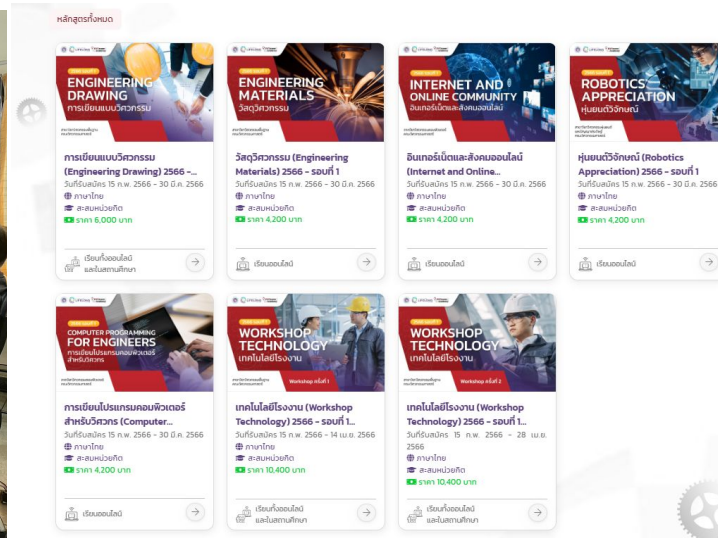 หลักสูตรทั้งหมด
ENGINEERING
DRAWING
การเขียนแบบวิศวกรรม
การเขียนแบบวิศวกรรม
(Engineering Drawing) 2566 -...
วันที่รับสมัคร 15 ก.พ. 2566 - 30 มี.ค. 2566
ภาษาไทย
สะสมหน่วยกิต
ราคา 6,000 บาท
เรียนทั้งออนไลน์
และในสถานศึกษา
ENGINEERING
MATERIALS
วัสดุวิศวกรรม
วัสดุวิศวกรรม (Engineering
Materials) 2566 - รอบที่ 1
วันที่รับสมัคร 15 ก.พ. 2566 - 30 มี.ค. 2566
ภาษาไทย
สะสมหน่วยกิต
ราคา 4,200 บาท
เรียนออนไลน์
INTERNET AND
ONLINE COMMUNITY
อินเทอร์เน็ตและสังคมออนไลน์
อินเทอร์เน็ตและสังคมออนไลน์
(Internet and Online...
วันที่รับสมัคร 15 ก.พ. 2566 - 30 มี.ค. 2566
ภาษาไทย
สะสมหน่วยกิต
ราคา 4,200 บาท
เรียนออนไลน์
ROBOTICS
APPRECIATION
หุ่นยนต์วิจักษณ์
หุ่นยนต์วิจักษณ์ (Robotics
Appreciation) 2566 - รอบที่ 1
วันที่รับสมัคร 15 ก.พ. 2566 - 30 มี.ค. 2566
ภาษาไทย
สะสมหน่วยกิต
ราคา 4,200 บาท
เรียนออนไลน์
COMPUTER PROGRAMMING
FOR ENGINEERS
การเขียนโปรแกรมคอมพิวเตอร์
สำหรับวิศวกร
การเขียนโปรแกรมคอมพิวเตอร์
สำหรับวิศวกร (Computer...
วันที่รับสมัคร 15 ก.พ. 2566 - 30 มี.ค. 2566
ภาษาไทย
สะสมหน่วยกิต
ราคา 4,200 บาท
เรียนออนไลน์
WORKSHOP
TECHNOLOGY
เทคโนโลยีโรงงาน
Workshop ครั้งที่ 1
เทคโนโลยีโรงงาน (Workshop
Technology) 2566 - รอบที่ 1...
วันที่รับสมัคร 15 ก.พ. 2566 - 14 เม.ย. 2566
ภาษาไทย
สะสมหน่วยกิต
ราคา 10,400 บาท
เรียนทั้งออนไลน์
และในสถานศึกษา
WORKSHOP
TECHNOLOGY
เทคโนโลยีโรงงาน
Workshop ครั้งที่ 2
เทคโนโลยีโรงงาน (Workshop
Technology) 2566 - รอบที่ 1...
วันที่รับสมัคร 15 ก.พ. 2566 - 28 เม.ย.
2566
ภาษาไทย
สะสมหน่วยกิต
ราคา 10,400 บาท
เรียนทั้งออนไลน์
และในสถานศึกษา